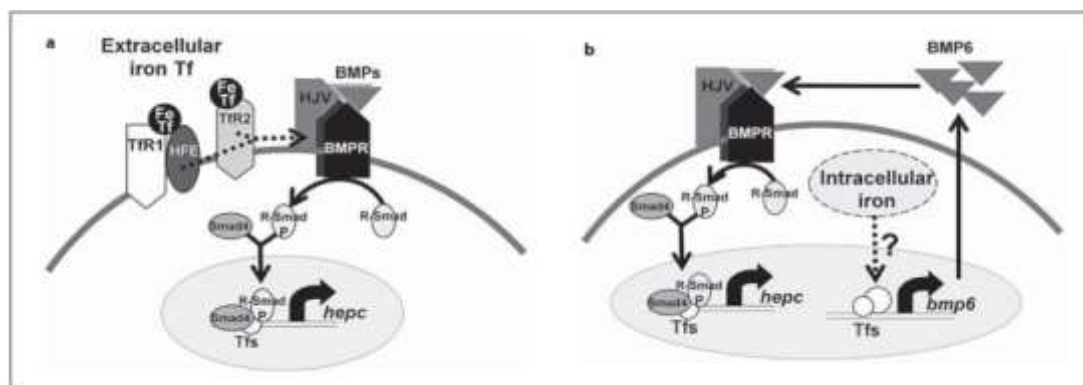 a
Extracellular
iron Tf
Fe
Tf
Fe
Tf
TfR1
HFE
TfR2
HJV
BMPs
BMPR
Smad4
R-Smad
P
R-Smad
R-Smad
Smad4
P
Tfs
hepc
b
BMP6
HJV
BMPR
Smad4
R-Smad
P
R-Smad
Intracellular
iron
?
R-Smad
Smad4
P
Tfs
hepc
Tfs
bmp6